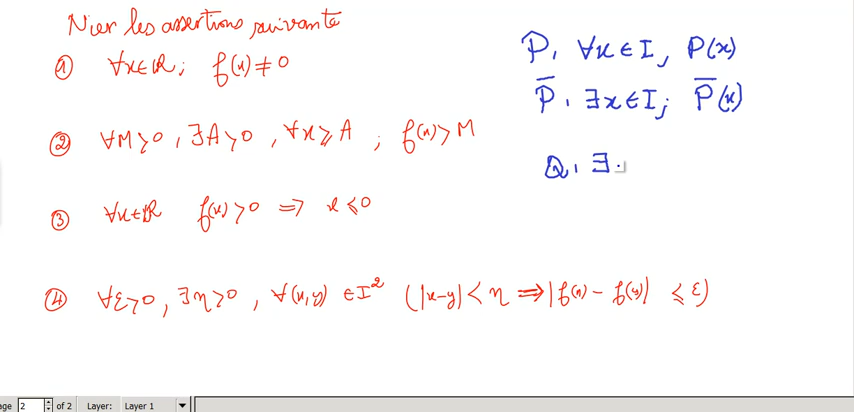 Nier les assertions suivante
① ∀x∈ℝ; f(x)≠0
② ∀M>0, ∃A>0, ∀x⩾A; f(x)>M
③ ∀x∈ℝ f(x)>0 ⟹ x⩽0
④ ∀ε>0, ∃η>0, ∀(x,y)∈I² (|x-y|<η ⟹|f(x)-f(y)| ⩽ε)
P, ∀x∈I, P(x)
P̅, ∃x∈I; P̅(x)
Q, ∃
age 2 of 2 Layer: Layer 1